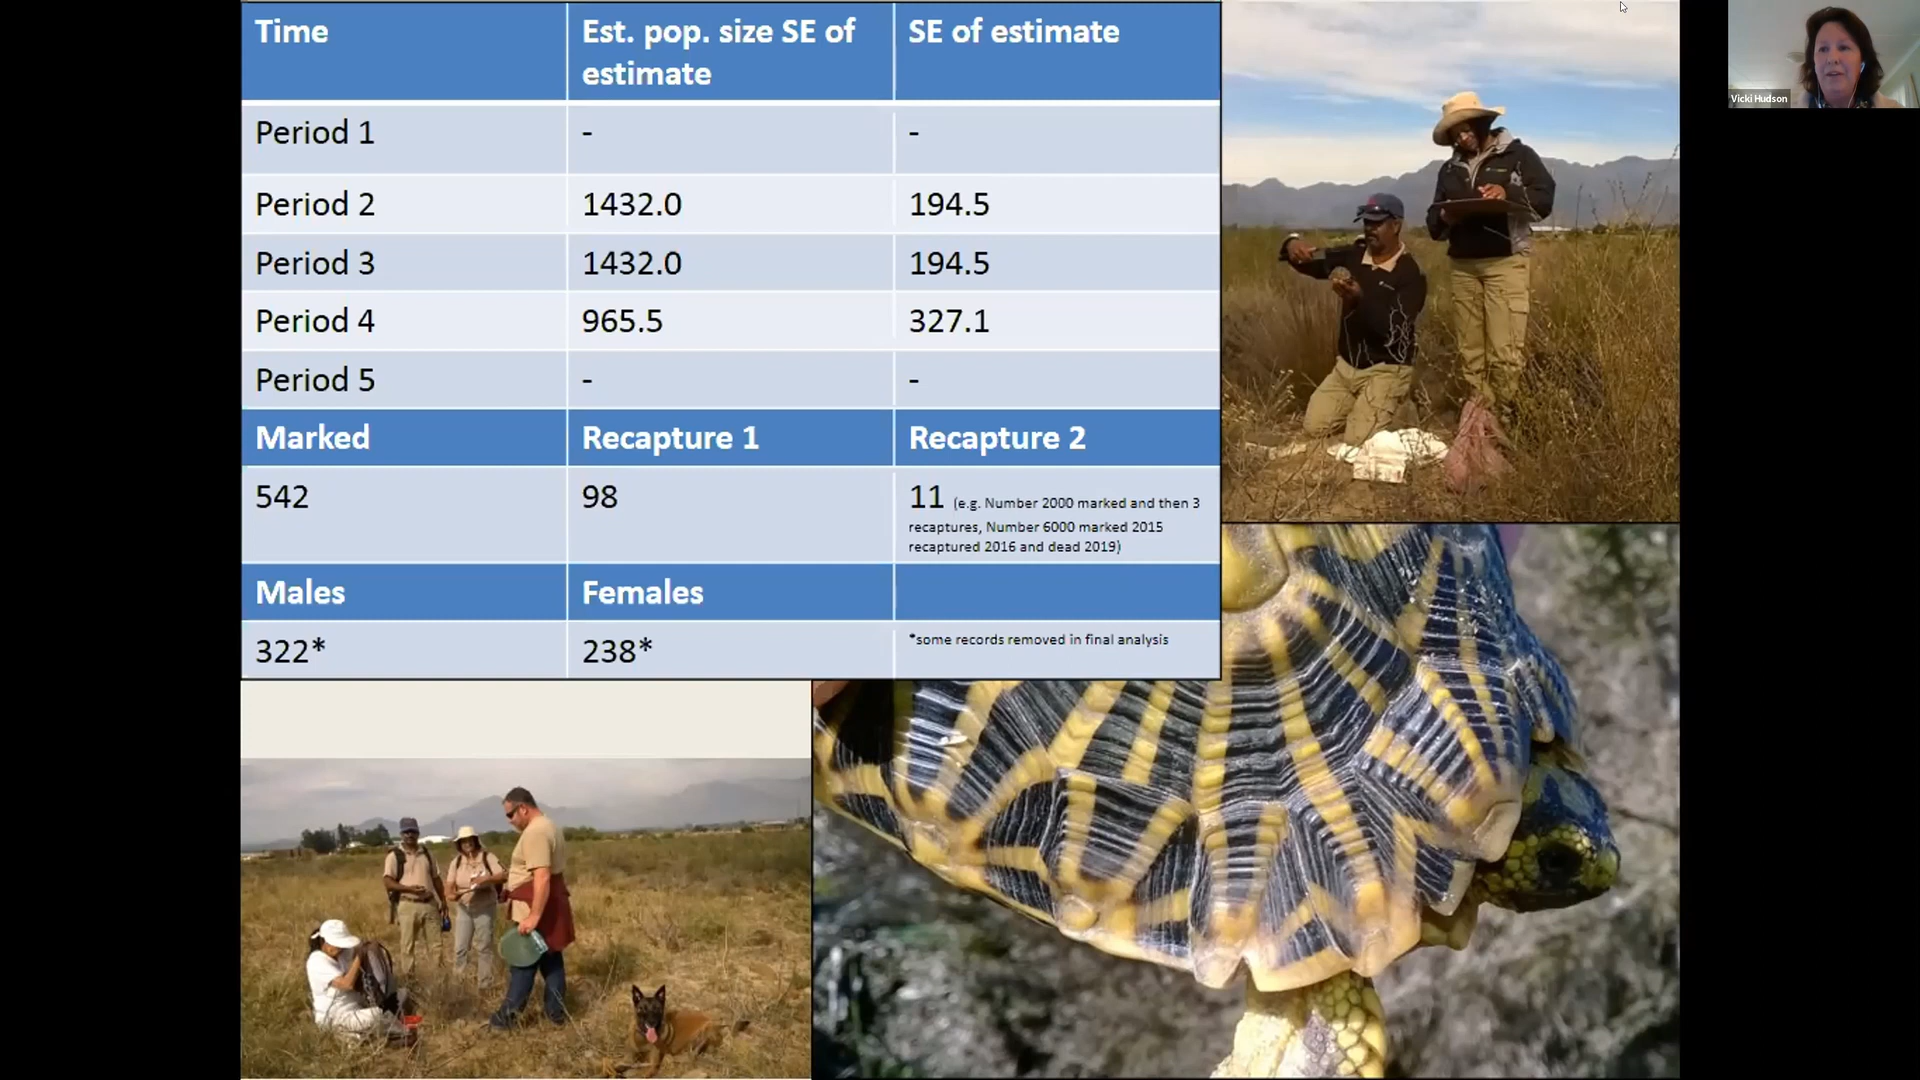 Time Est. pop. size SE of SE of estimate
estimate
Period 1 - -
Period 2 1432.0 194.5
Period 3 1432.0 194.5
Period 4 965.5 327.1
Period 5 - -
Marked Recapture 1 Recapture 2
542 98 11 (e.g. Number 2000 marked and then 3
recaptures, Number 6000 marked 2015
recaptured 2016 and dead 2019)
Males Females
322* 238* *some records removed in final analysis
Vicki Hudson